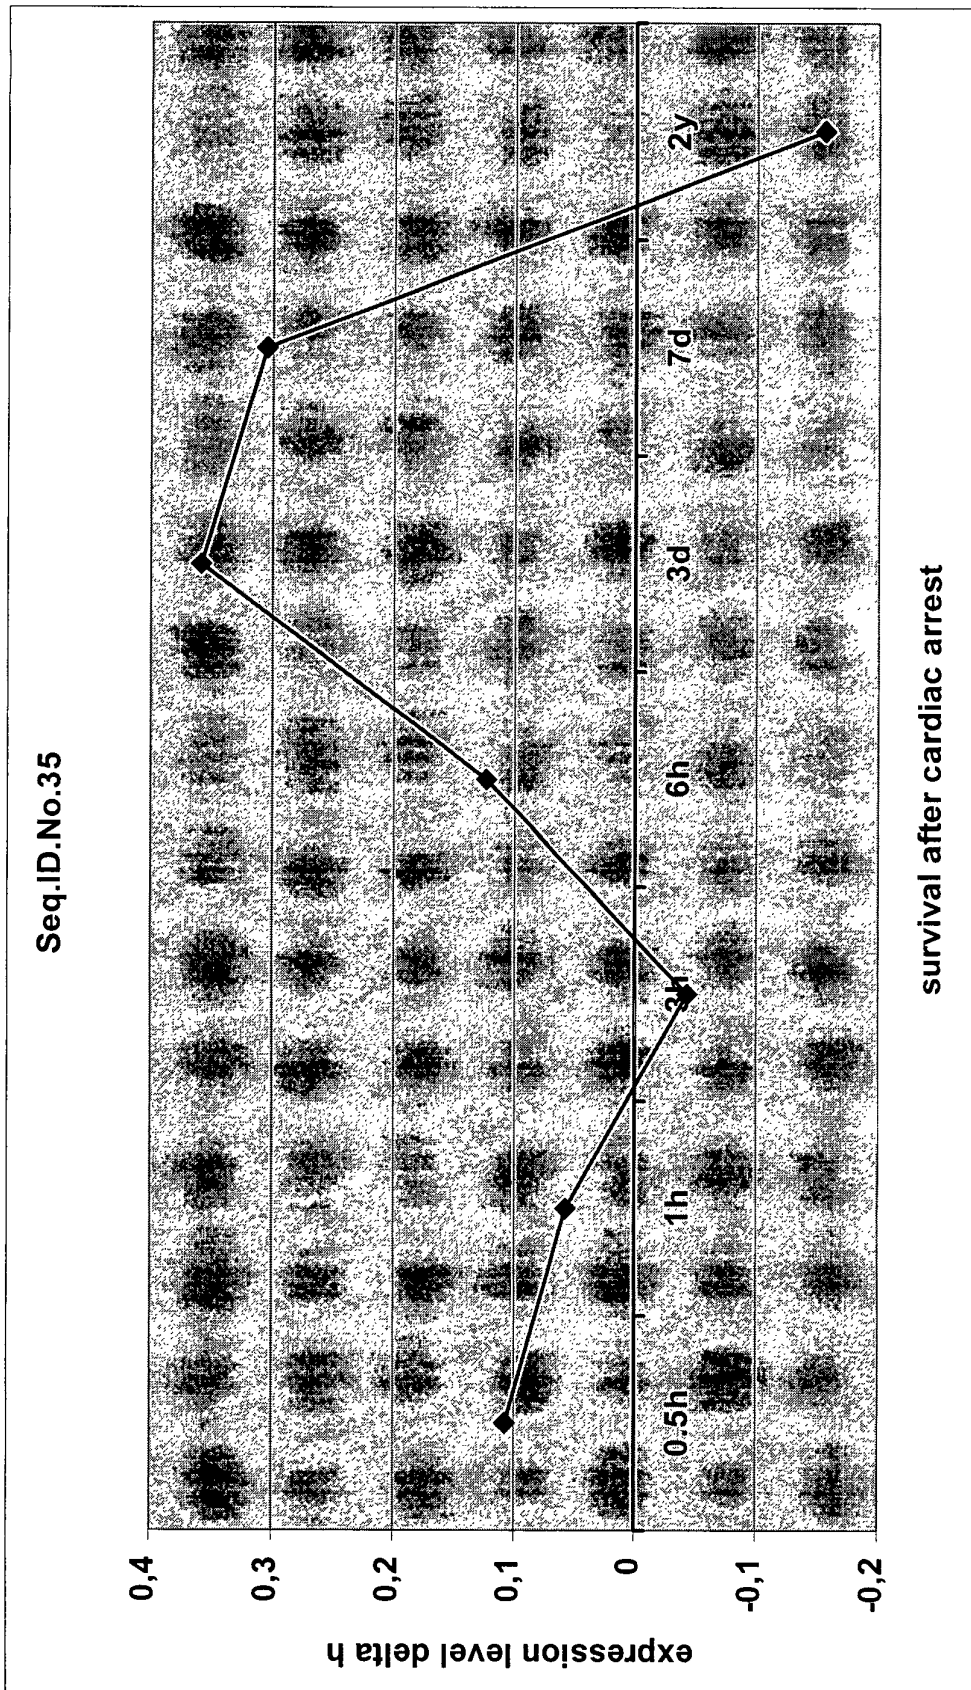 Seq.ID.No.35
0,4
0,3
0,2
0,1
0
-0,1
-0,2
expression level delta h
0.5h
1h
3h
6h
3d
7d
2y
survival after cardiac arrest